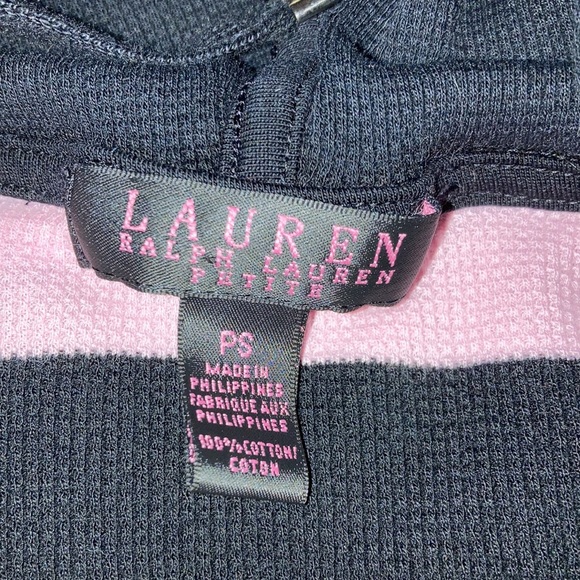 LAUREN
RALPH LAUREN
PETITE
PS
MADE IN
PHILIPPINES
FABRIQUE AUX
PHILIPPINES
100%COTTON/
COTON